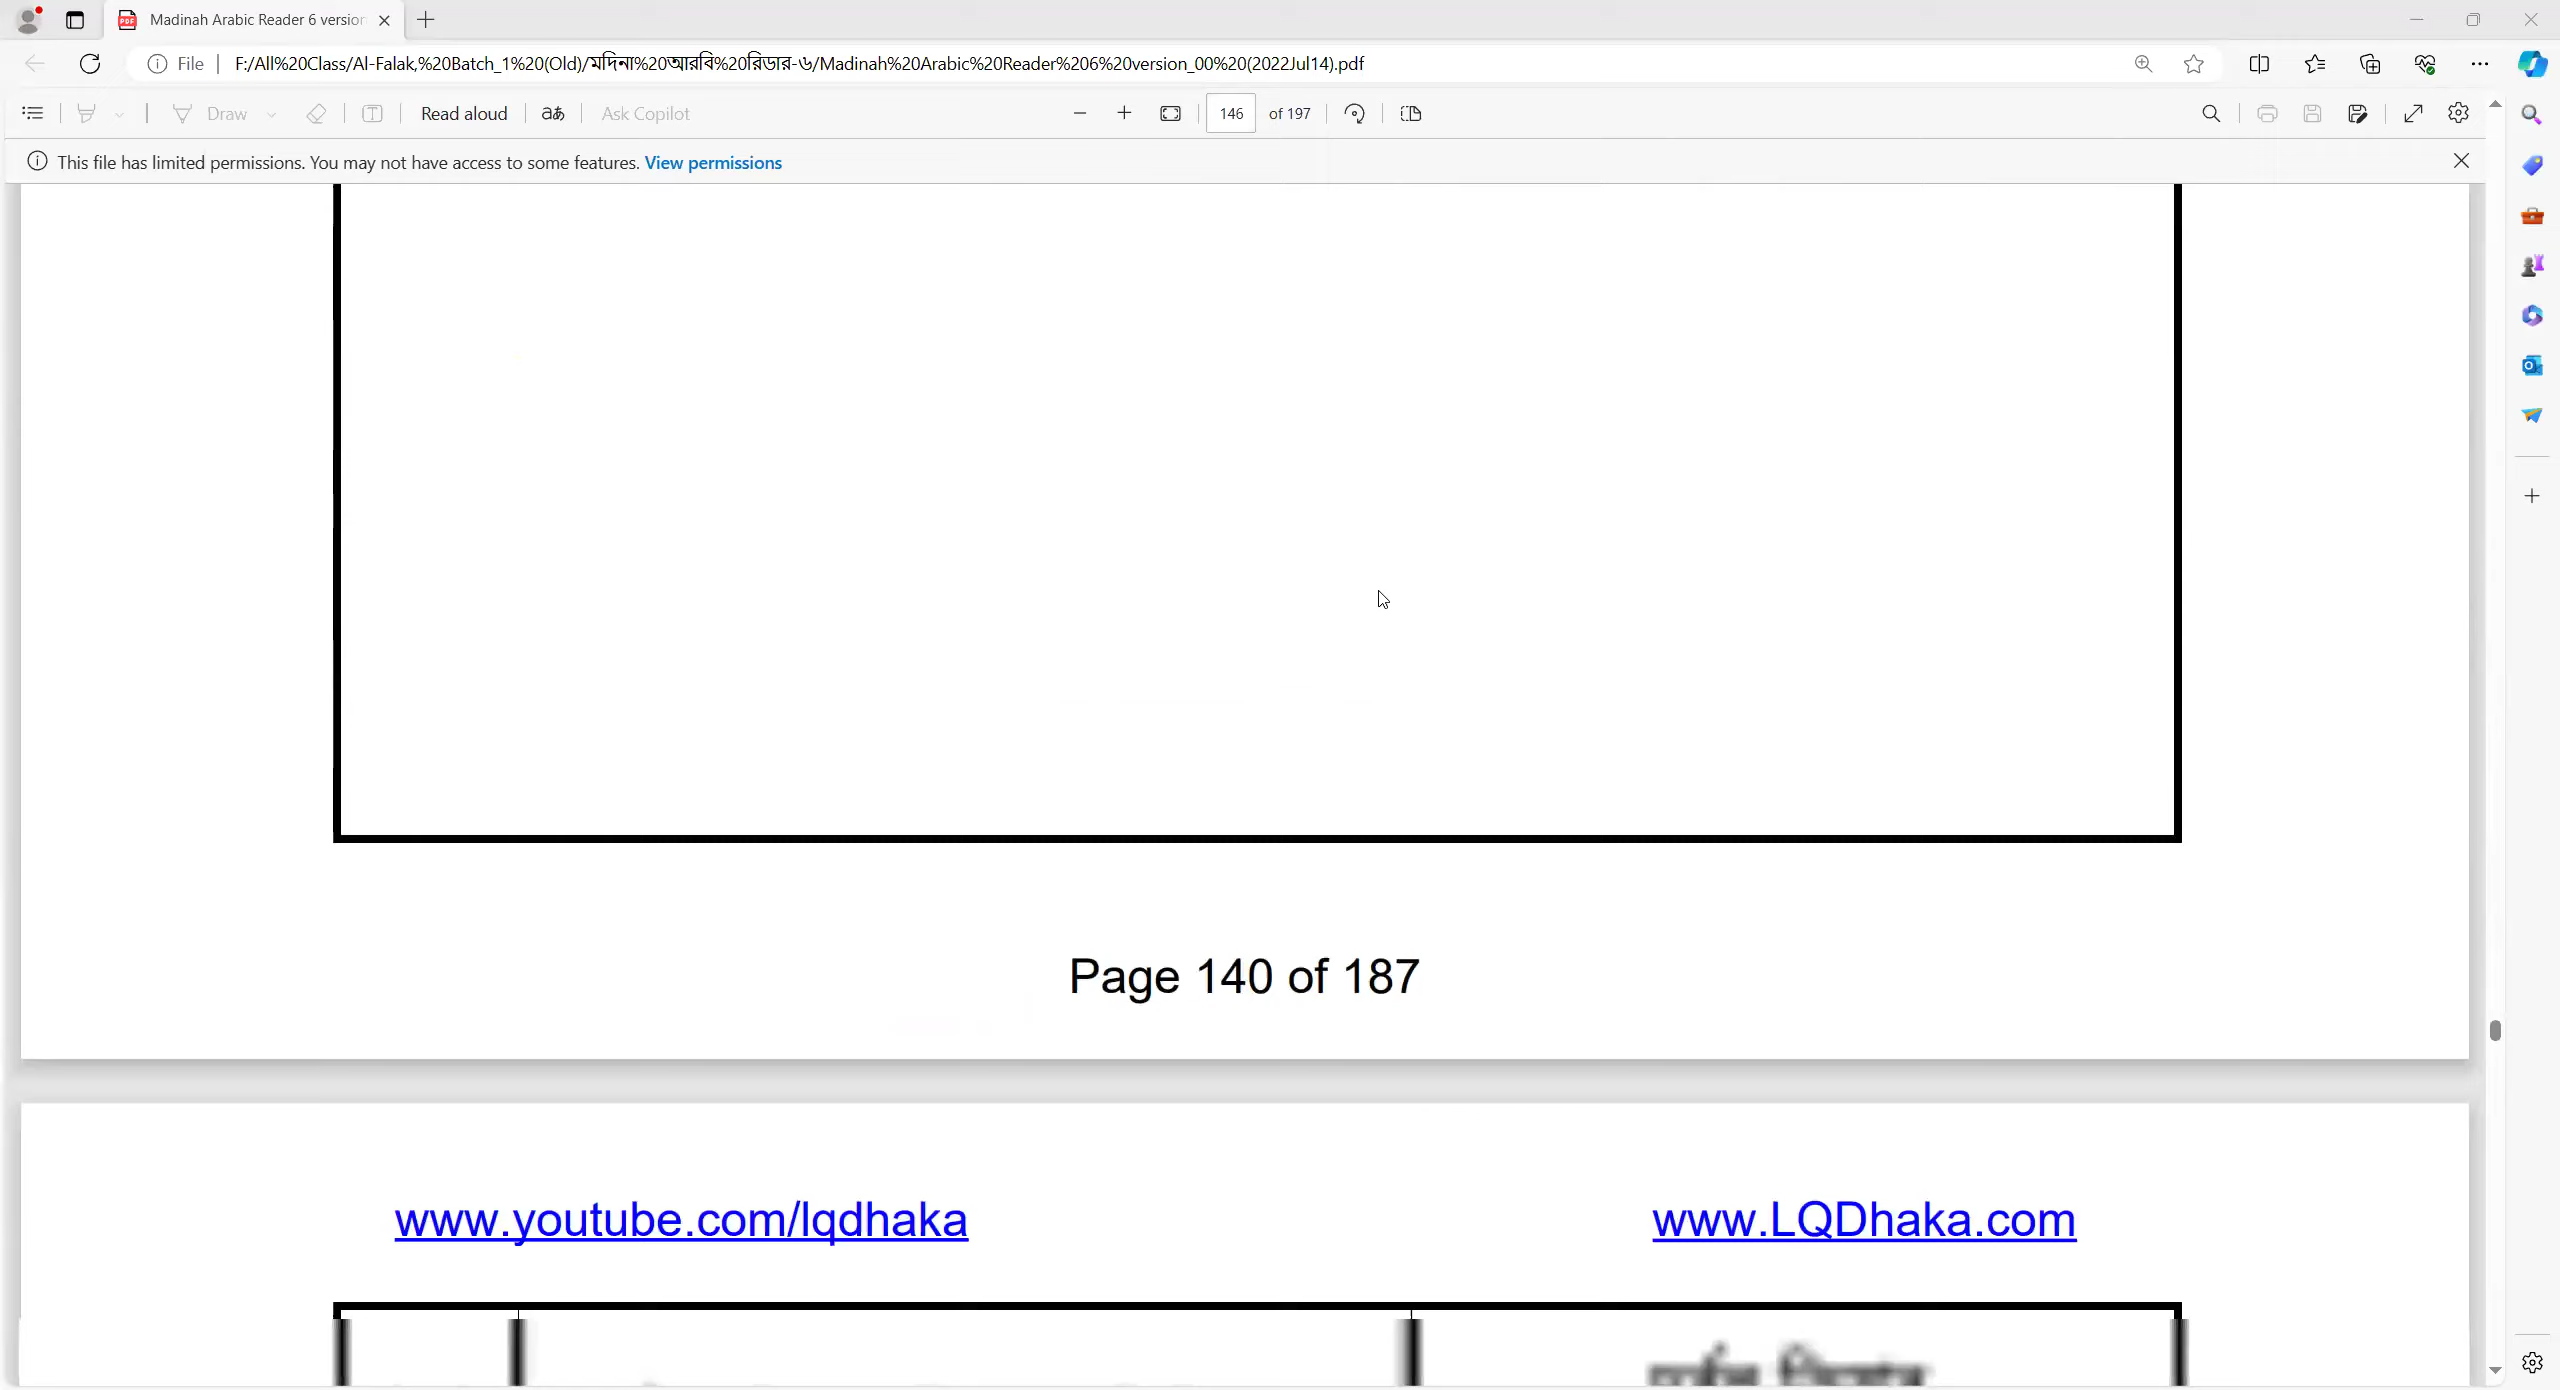 Madinah Arabic Reader 6 version
File
F:/All%20Class/Al-Falak,%20Batch_1%20(Old)/মদিনা%20আরবি%20রিডার-৬/Madinah%20Arabic%20Reader%206%20version_00%20(2022Jul14).pdf
Draw
Read aloud
aあ
Ask Copilot
146 of 197
This file has limited permissions. You may not have access to some features. View permissions
Page 140 of 187
www.youtube.com/lqdhaka
www.LQDhaka.com